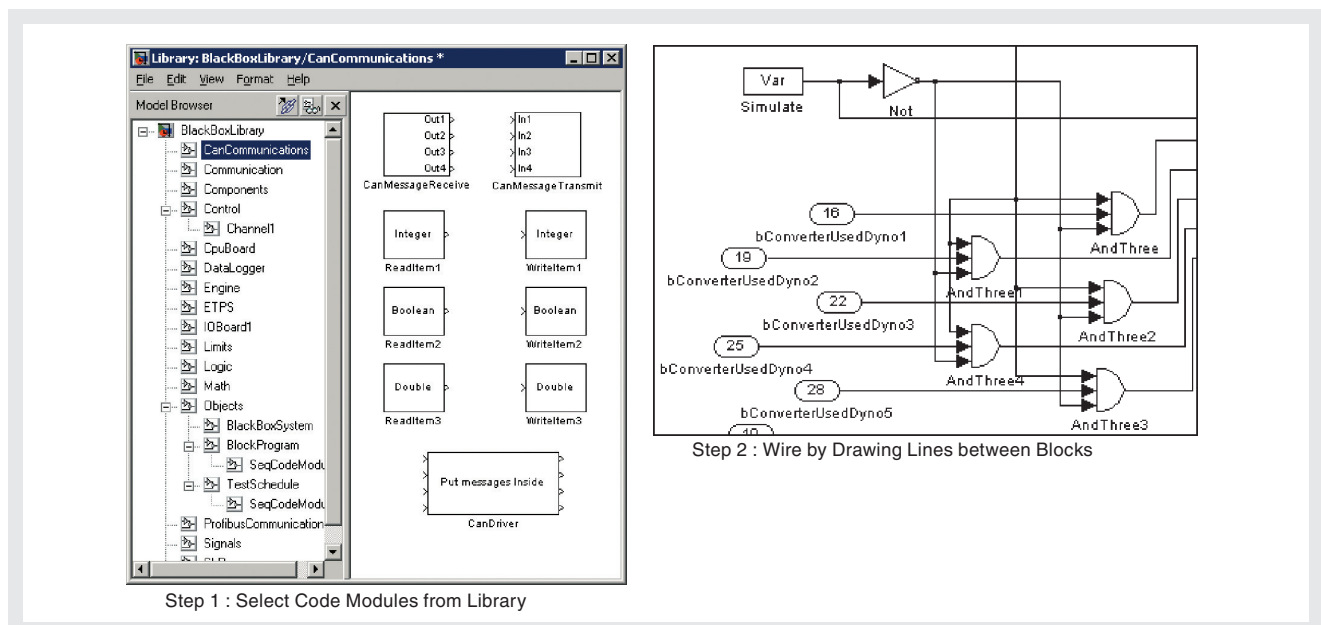 Library: BlackBoxLibrary/CanCommunications *
File Edit View Format Help
Model Browser
BlackBoxLibrary
CanCommunications
Communication
Components
Control
Channel1
CpuBoard
DataLogger
Engine
ETPS
IOBoard1
Limits
Logic
Math
Objects
BlackBoxSystem
BlockProgram
SeqCodeModu
TestSchedule
SeqCodeModu
ProfibusCommunication
Signals
Out1
Out2
Out3
Out4
CanMessageReceive
In1
In2
In3
In4
CanMessageTransmit
Integer
ReadItem1
Integer
WriteItem1
Boolean
ReadItem2
Boolean
WriteItem2
Double
ReadItem3
Double
WriteItem3
Put messages Inside
CanDriver
Step 1 : Select Code Modules from Library
Var
Simulate
Not
16
bConverterUsedDyno1
AndThree
19
bConverterUsedDyno2
AndThree1
22
bConverterUsedDyno3
AndThree2
25
bConverterUsedDyno4
AndThree4
28
bConverterUsedDyno5
AndThree3
Step 2 : Wire by Drawing Lines between Blocks